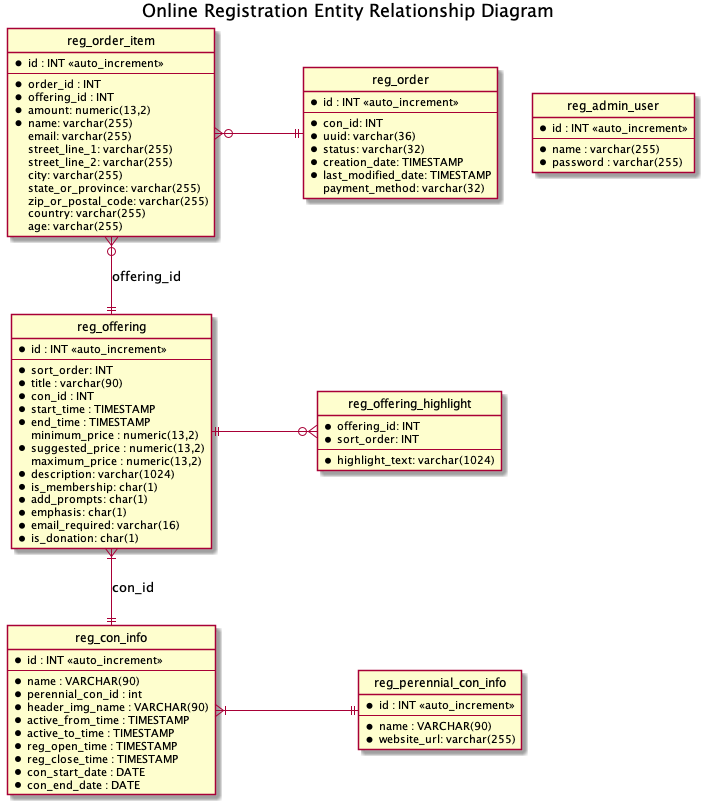 Online Registration Entity Relationship Diagram
reg_order_item
id : INT «auto_increment»
order_id : INT
offering_id : INT
amount: numeric(13,2)
name: varchar(255)
email: varchar(255)
street_line_1: varchar(255)
street_line_2: varchar(255)
city: varchar(255)
state_or_province: varchar(255)
zip_or_postal_code: varchar(255)
country: varchar(255)
age: varchar(255)
reg_order
id : INT «auto_increment»
con_id: INT
uuid: varchar(36)
status: varchar(32)
creation_date: TIMESTAMP
last_modified_date: TIMESTAMP
payment_method: varchar(32)
reg_admin_user
id : INT «auto_increment»
name : varchar(255)
password : varchar(255)
offering_id
reg_offering
id : INT «auto_increment»
sort_order: INT
title : varchar(90)
con_id : INT
start_time : TIMESTAMP
end_time : TIMESTAMP
minimum_price : numeric(13,2)
suggested_price : numeric(13,2)
maximum_price : numeric(13,2)
description: varchar(1024)
is_membership: char(1)
add_prompts: char(1)
emphasis: char(1)
email_required: varchar(16)
is_donation: char(1)
reg_offering_highlight
offering_id: INT
sort_order: INT
highlight_text: varchar(1024)
con_id
reg_con_info
id : INT «auto_increment»
name : VARCHAR(90)
perennial_con_id : int
header_img_name : VARCHAR(90)
active_from_time : TIMESTAMP
active_to_time : TIMESTAMP
reg_open_time : TIMESTAMP
reg_close_time : TIMESTAMP
con_start_date : DATE
con_end_date : DATE
reg_perennial_con_info
id : INT «auto_increment»
name : VARCHAR(90)
website_url: varchar(255)